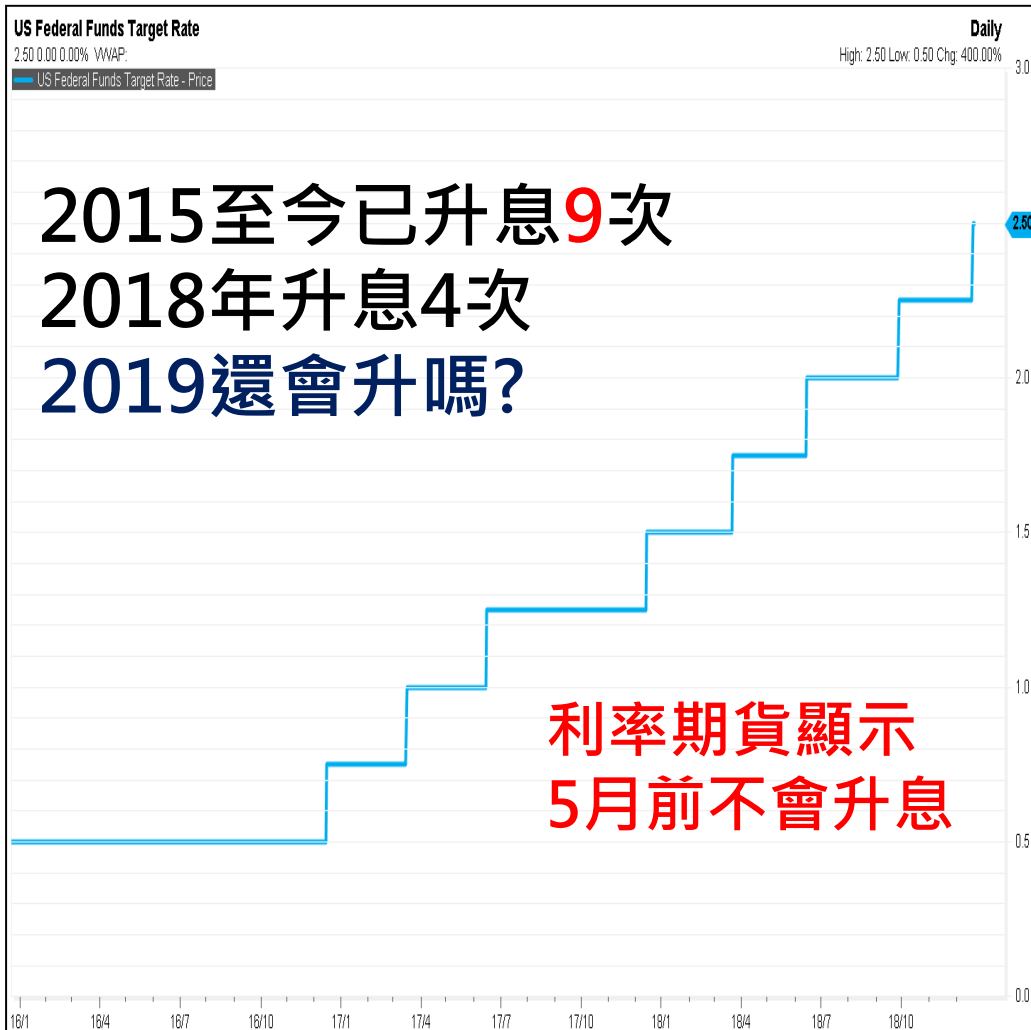 US Federal Funds Target Rate
Daily
2.50 0.00 0.00% VWAP:
High: 2.50 Low: 0.50 Chg: 400.00%
US Federal Funds Target Rate - Price
3.0
2015至今已升息9次
2.50
2018年升息4次
2019還會升嗎?
2.0
1.5
1.0
利率期貨顯示
5月前不會升息
0.5
0.0
16/1 16/4 16/7 16/10 17/1 17/4 17/7 17/10 18/1 18/4 18/7 18/10